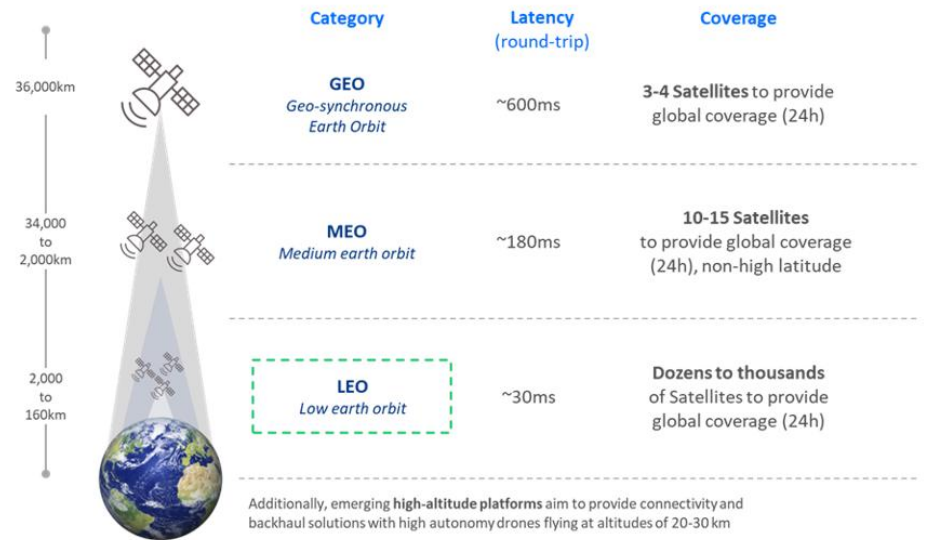 Category
Latency
(round-trip)
Coverage
36,000km
GEO
Geo-synchronous
Earth Orbit
~600ms
3-4 Satellites to provide
global coverage (24h)
34,000
to
2,000km
MEO
Medium earth orbit
~180ms
10-15 Satellites
to provide global coverage
(24h), non-high latitude
2,000
to
160km
LEO
Low earth orbit
~30ms
Dozens to thousands
of Satellites to provide
global coverage (24h)
Additionally, emerging high-altitude platforms aim to provide connectivity and
backhaul solutions with high autonomy drones flying at altitudes of 20-30 km